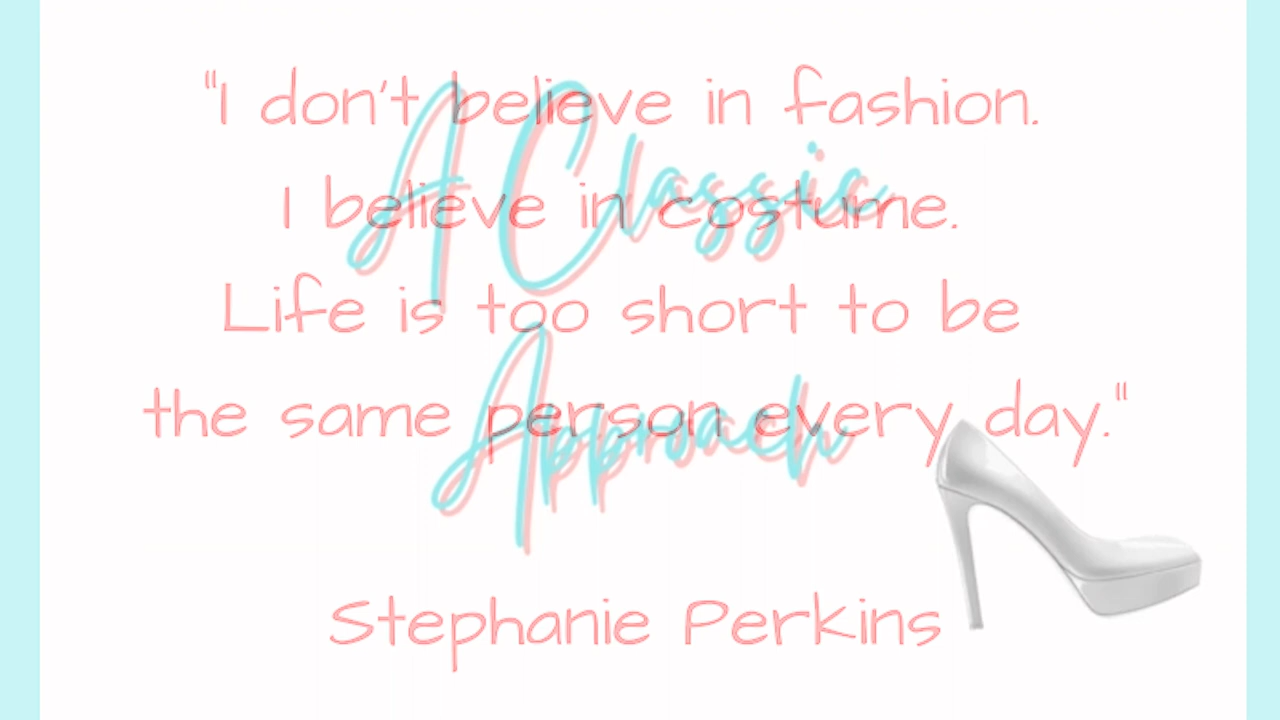 "I don't believe in fashion.
I believe in costume.
Life is too short to be
the same person every day."
Stephanie Perkins
A Classic
Approach